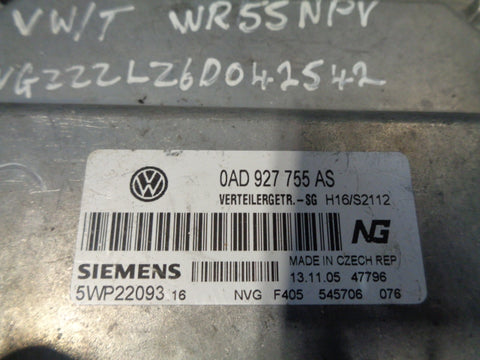 VW/T WR55NPV
VGZZZLZ6D042542
0AD 927 755 AS
VERTEILERGETR.-SG H16/S2112
NG
MADE IN CZECH REP
SIEMENS 13.11.05 47796
5WP22093 16 NVG F405 545706 076